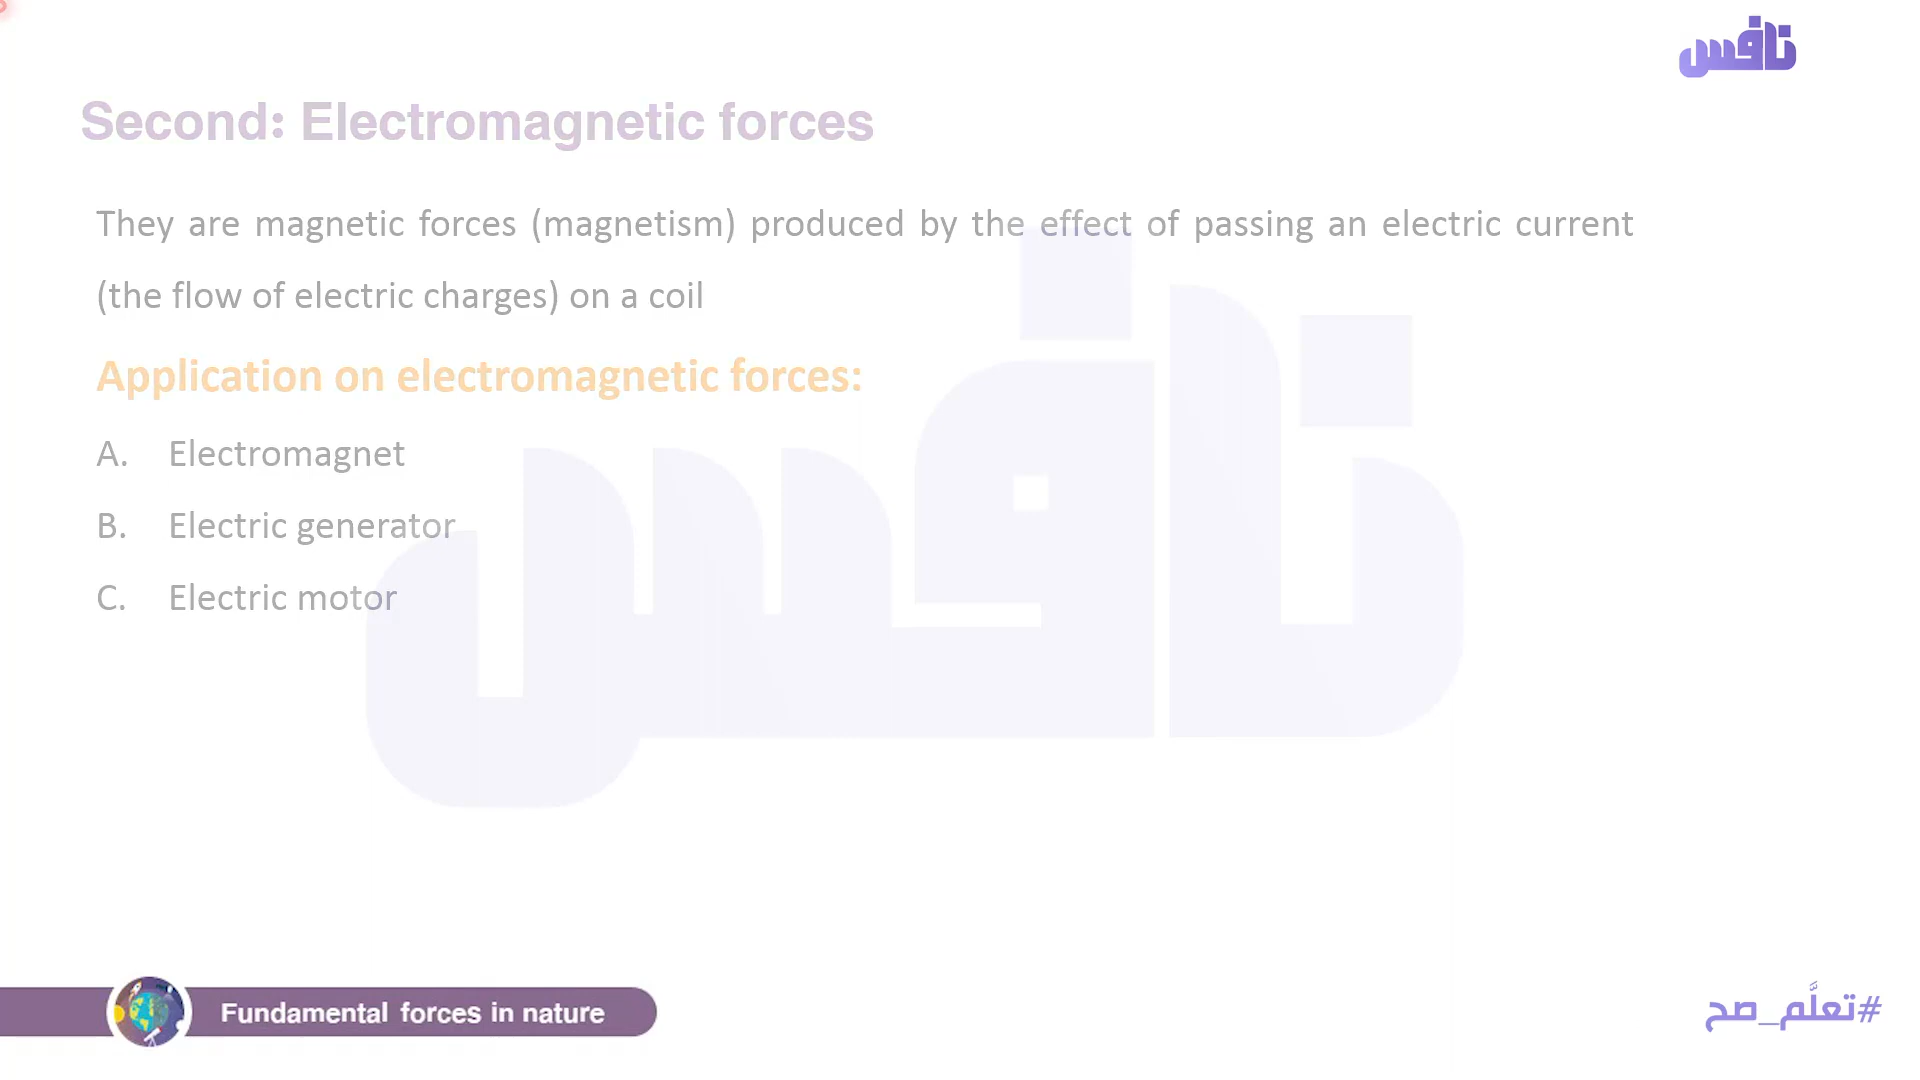 نافس
Second: Electromagnetic forces
They are magnetic forces (magnetism) produced by the effect of passing an electric current
(the flow of electric charges) on a coil
Application on electromagnetic forces:
A. Electromagnet
B. Electric generator
C. Electric motor
نافس
Fundamental forces in nature
#تعلَّم_صح